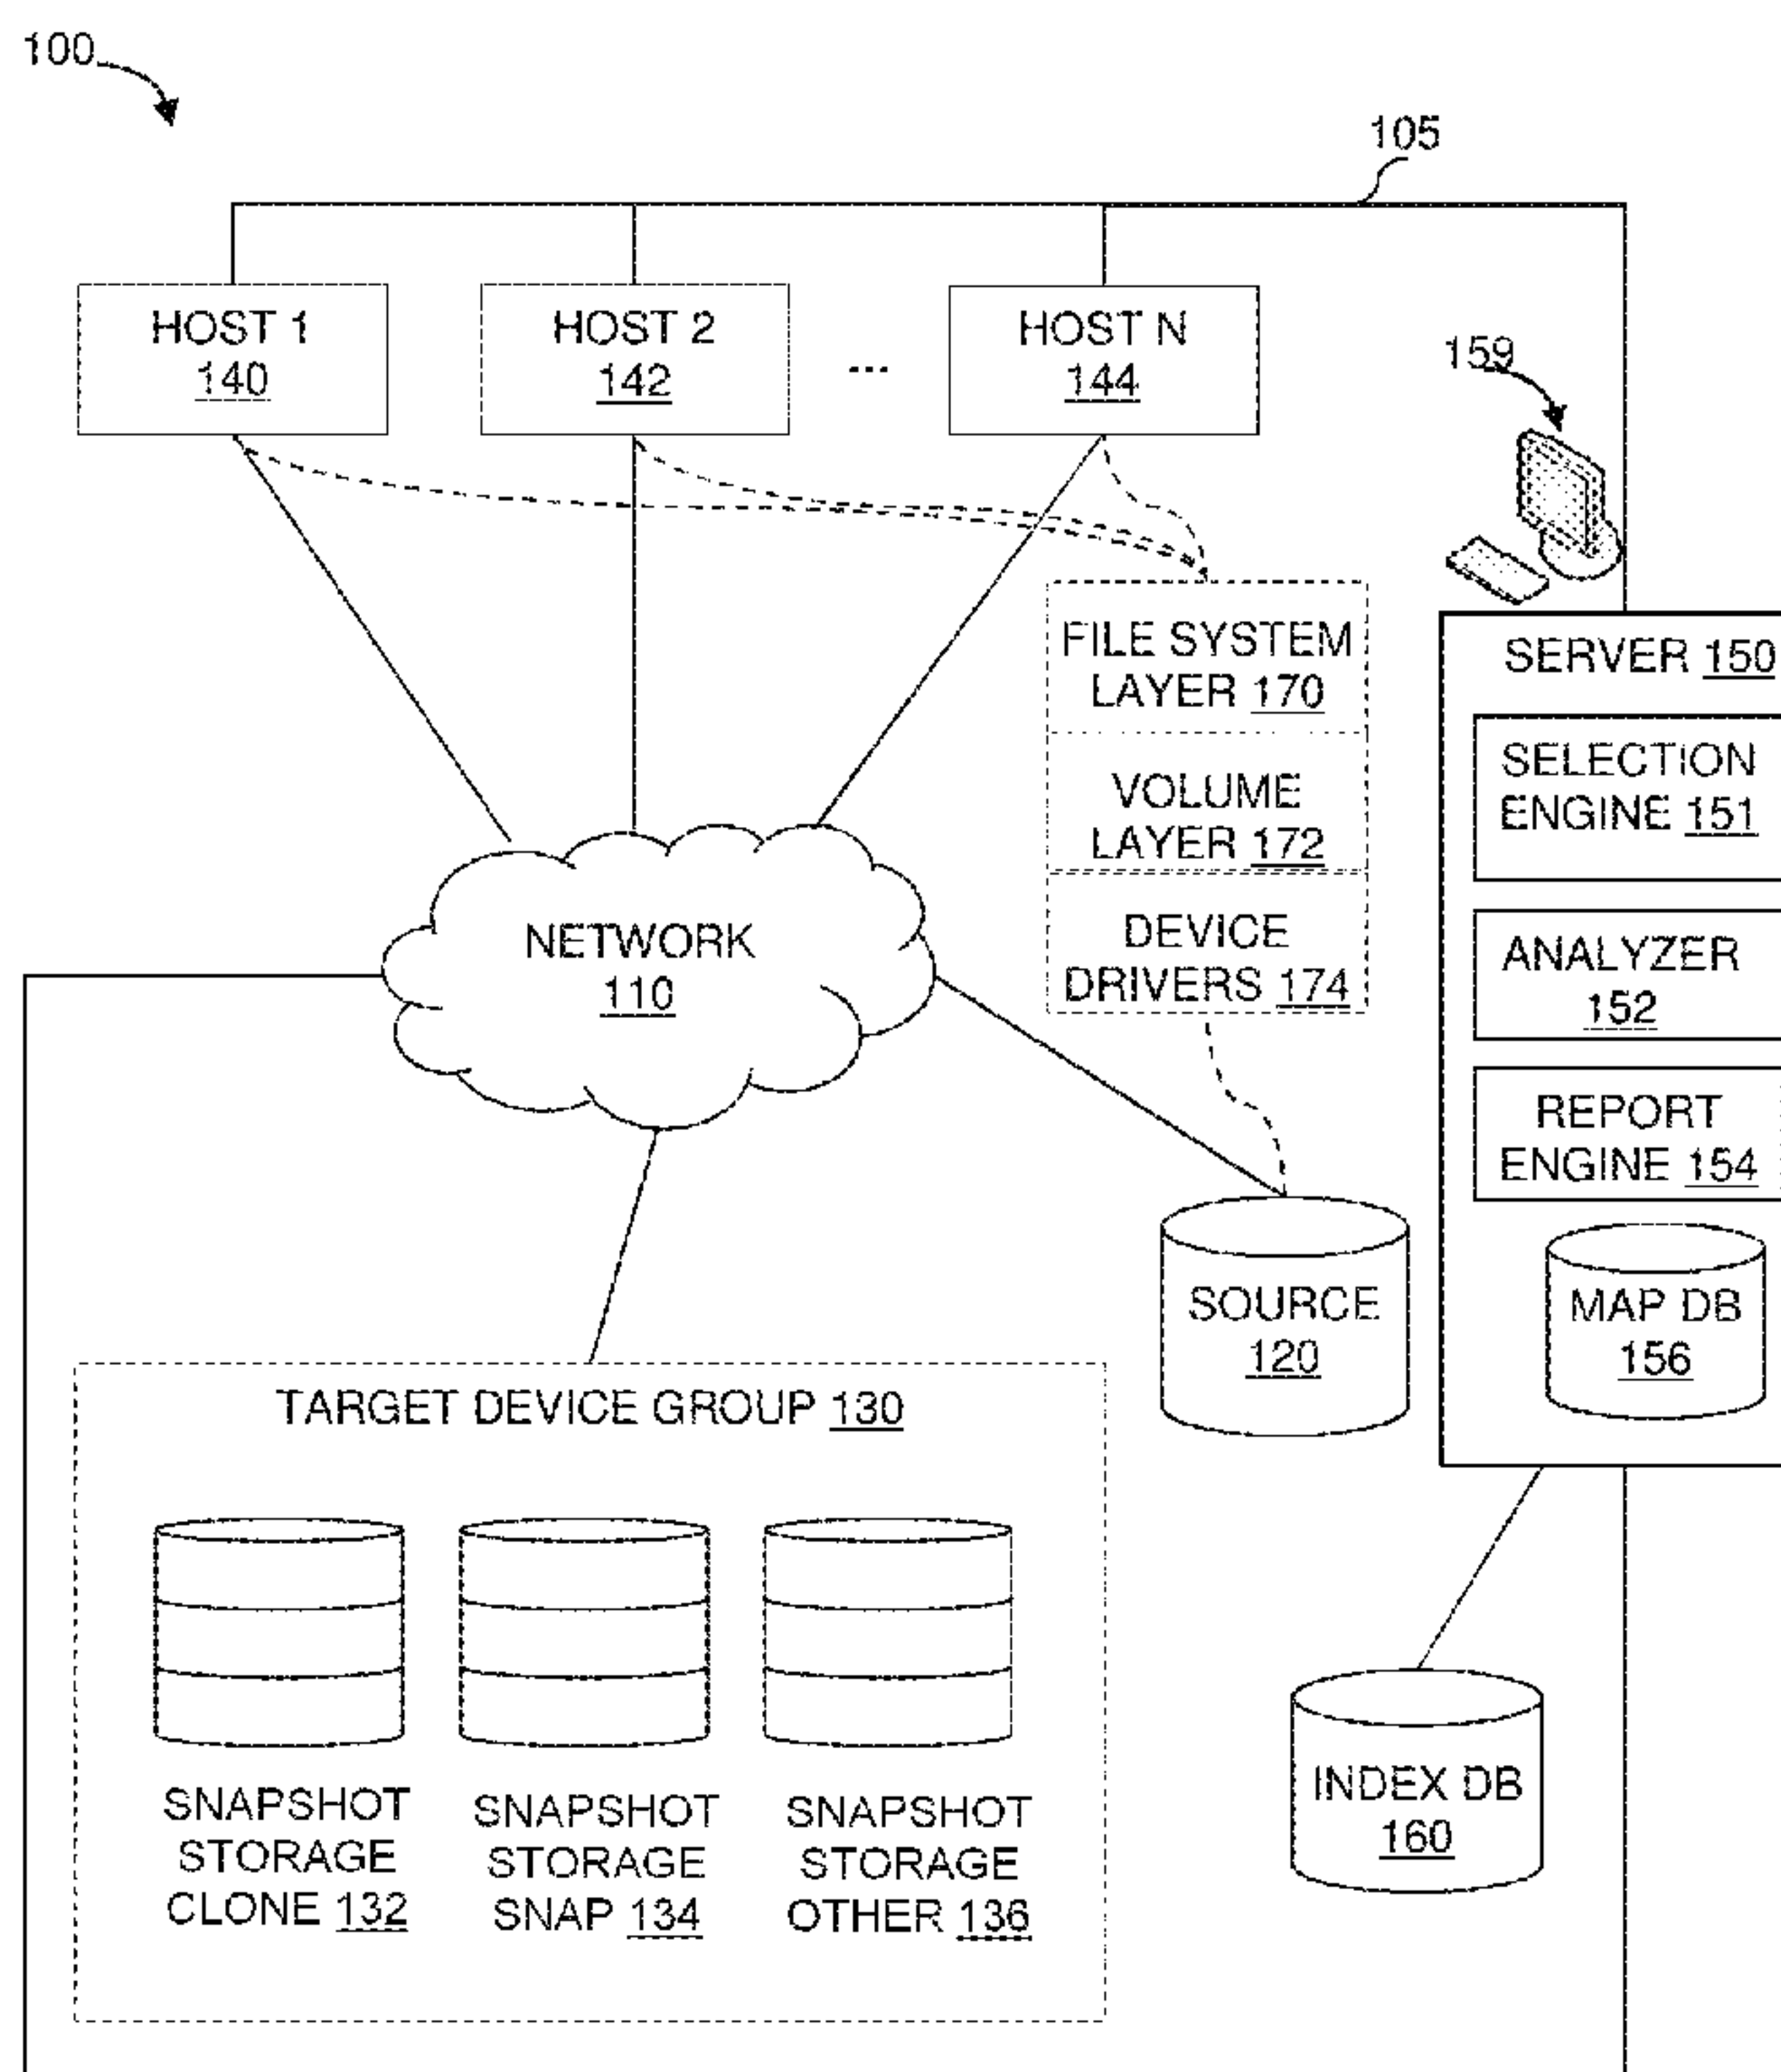 100
105
HOST 1
140
HOST 2
142
...
HOST N
144
159
FILE SYSTEM
LAYER 170
VOLUME
LAYER 172
DEVICE
DRIVERS 174
SERVER 150
SELECTION
ENGINE 151
ANALYZER
152
REPORT
ENGINE 154
MAP DB
156
NETWORK
110
SOURCE
120
TARGET DEVICE GROUP 130
SNAPSHOT
STORAGE
CLONE 132
SNAPSHOT
STORAGE
SNAP 134
SNAPSHOT
STORAGE
OTHER 136
INDEX DB
160